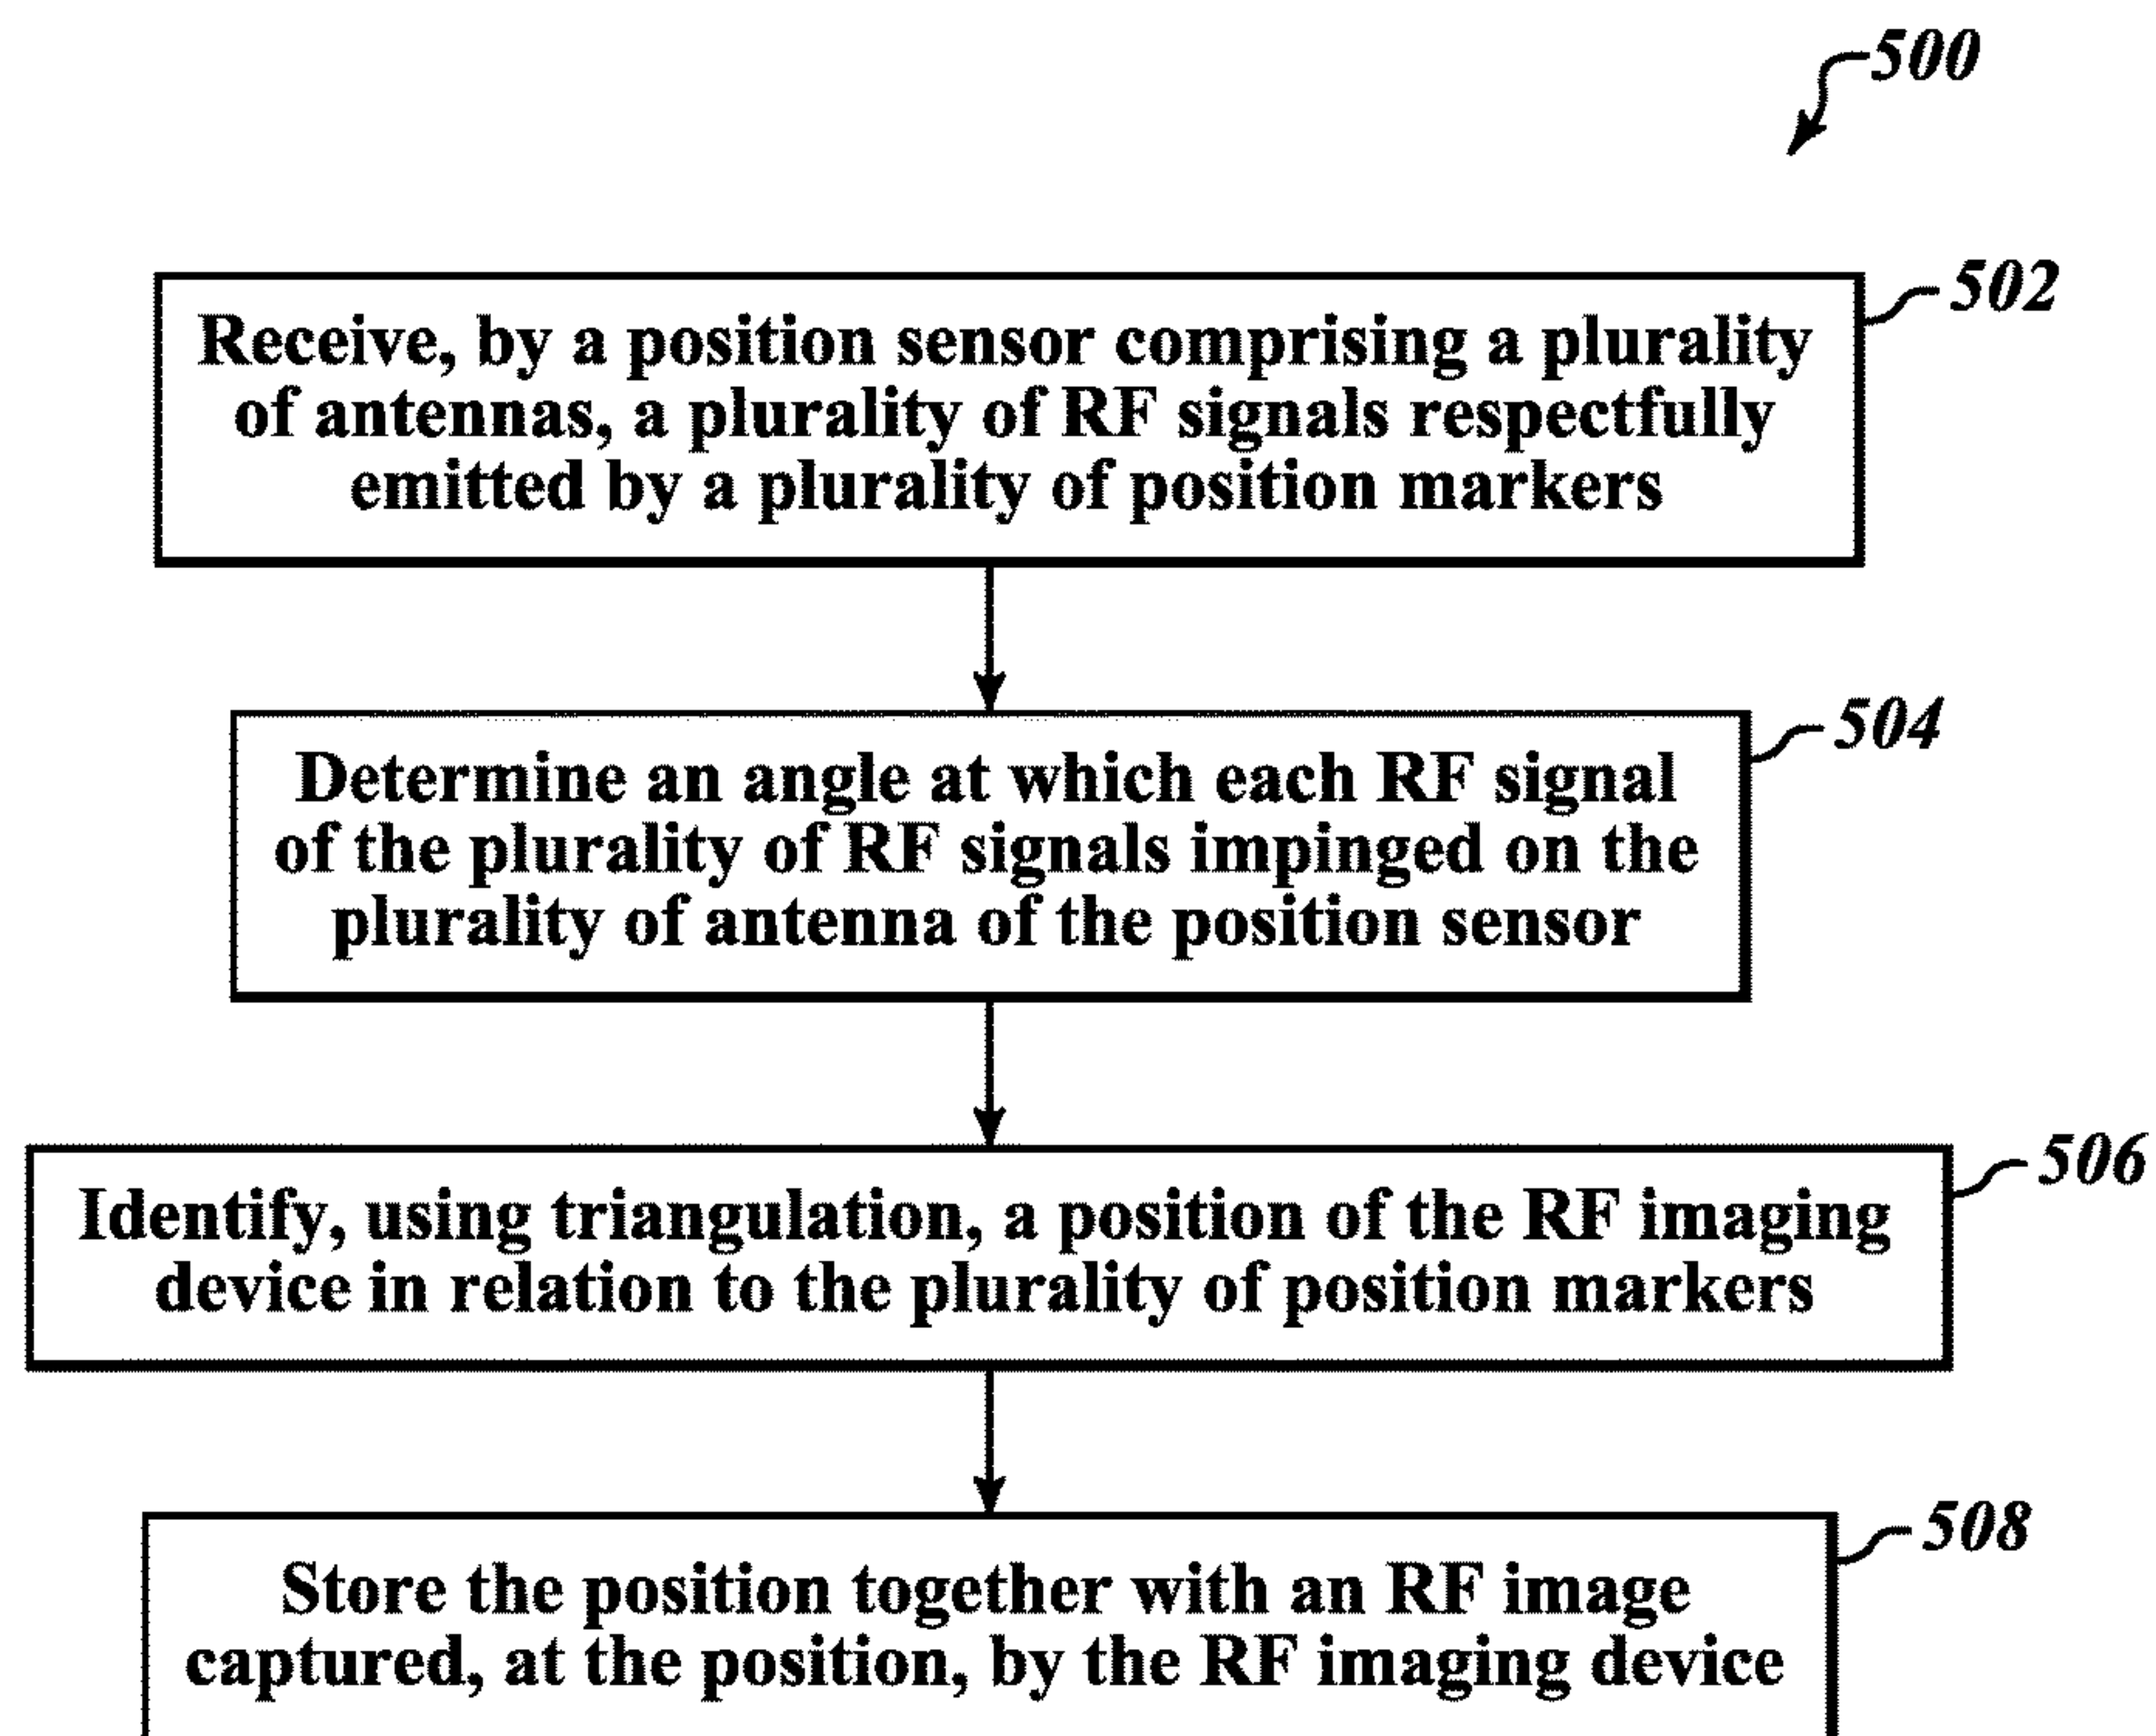 500
502
Receive, by a position sensor comprising a plurality
of antennas, a plurality of RF signals respectfully
emitted by a plurality of position markers
504
Determine an angle at which each RF signal
of the plurality of RF signals impinged on the
plurality of antenna of the position sensor
506
Identify, using triangulation, a position of the RF imaging
device in relation to the plurality of position markers
508
Store the position together with an RF image
captured, at the position, by the RF imaging device